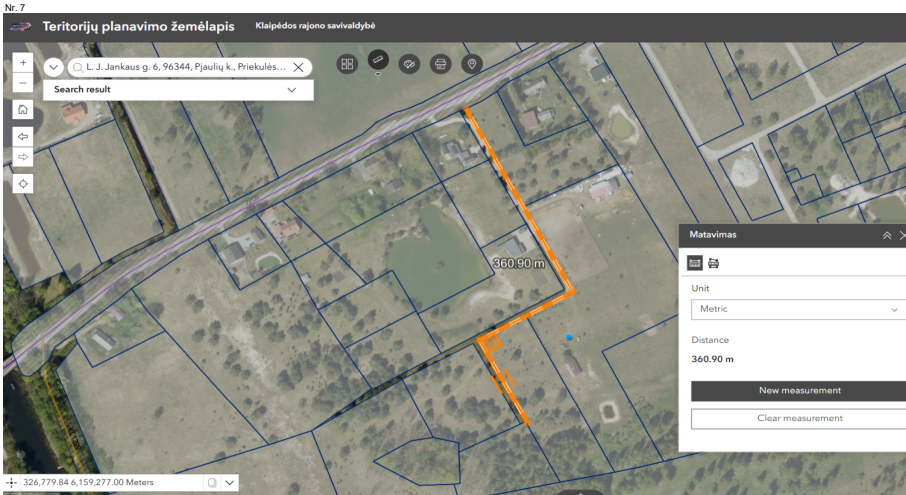 Nr. 7
Teritorijų planavimo žemėlapis Klaipėdos rajono savivaldybė
L. J. Jankaus g. 6, 96344, Pjaulių k., Priekulės...
Search result
360.90 m
1
Matavimas
Unit
Metric
Distance
360.90 m
New measurement
Clear measurement
326,779.84 6,159,277.00 Meters